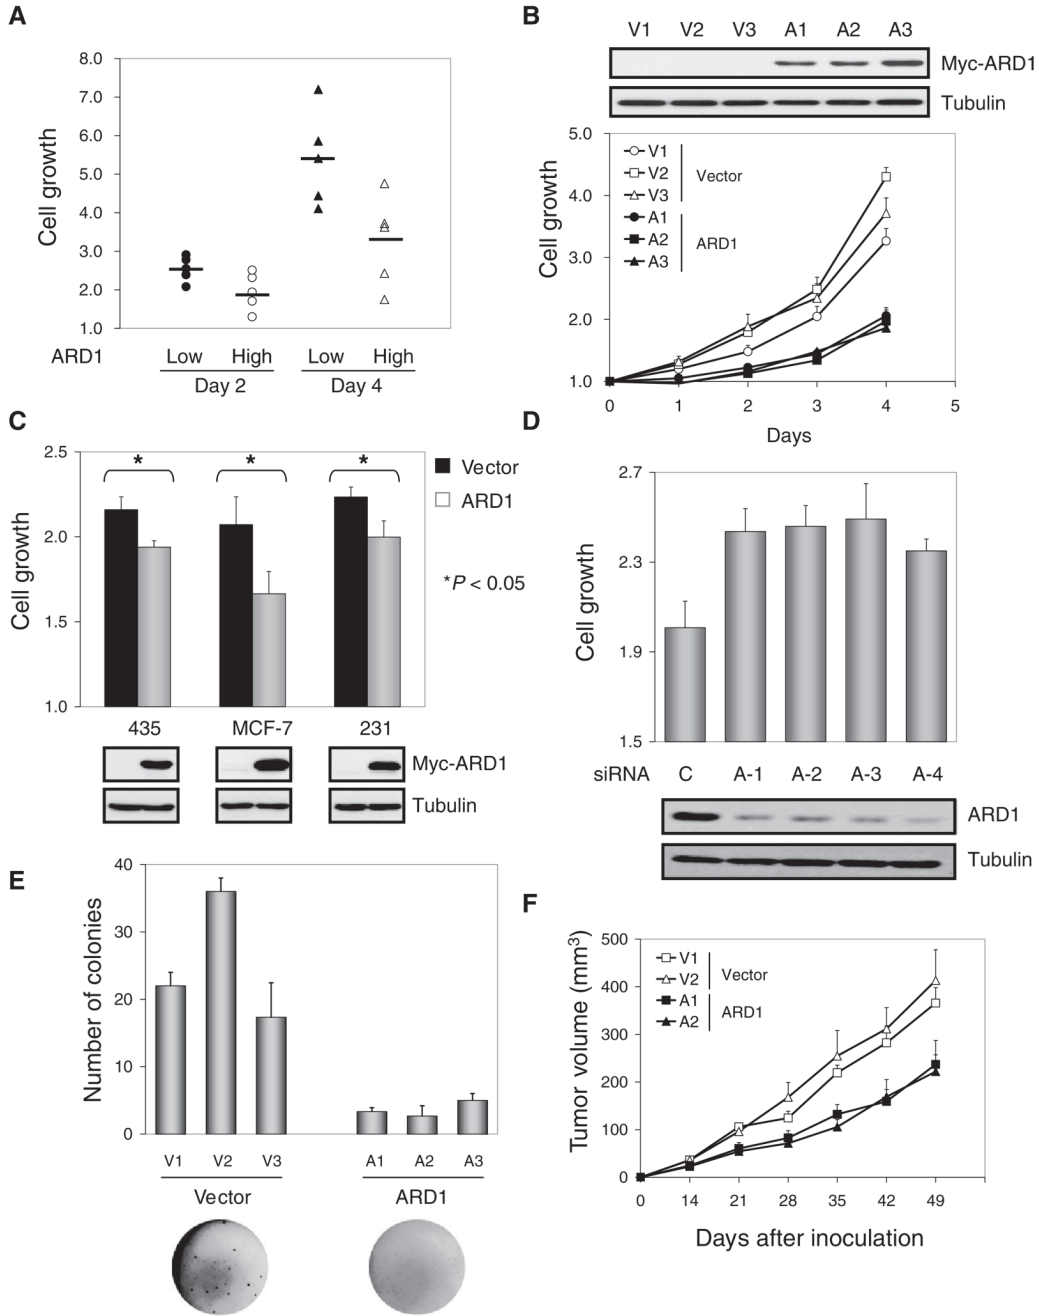 A
8.0
7.0
6.0
5.0
4.0
3.0
2.0
1.0
Cell growth
ARD1 Low High Low High
Day 2 Day 4
B
V1 V2 V3 A1 A2 A3
Myc-ARD1
Tubulin
5.0
4.0
3.0
2.0
1.0
Cell growth
V1
V2
V3
Vector
A1
A2
A3
ARD1
0 1 2 3 4 5
Days
C
2.5
2.0
1.5
1.0
Cell growth
* * *
Vector
ARD1
*P < 0.05
435 MCF-7 231
Myc-ARD1
Tubulin
D
2.7
2.3
1.9
1.5
Cell growth
siRNA C A-1 A-2 A-3 A-4
ARD1
Tubulin
E
40
30
20
10
0
Number of colonies
V1 V2 V3 A1 A2 A3
Vector ARD1
F
500
400
300
200
100
0
Tumor volume (mm³)
V1
V2
Vector
A1
A2
ARD1
0 14 21 28 35 42 49
Days after inoculation